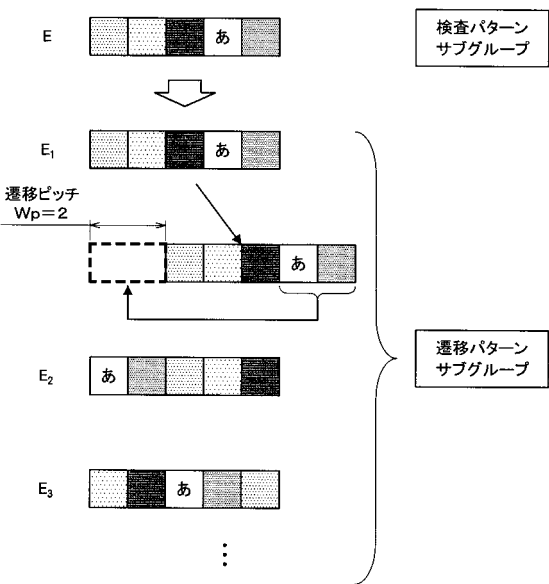 E
あ
検査パターン
サブグループ
E₁
あ
遷移ピッチ
Wp＝2
あ
遷移パターン
サブグループ
E₂
あ
E₃
あ